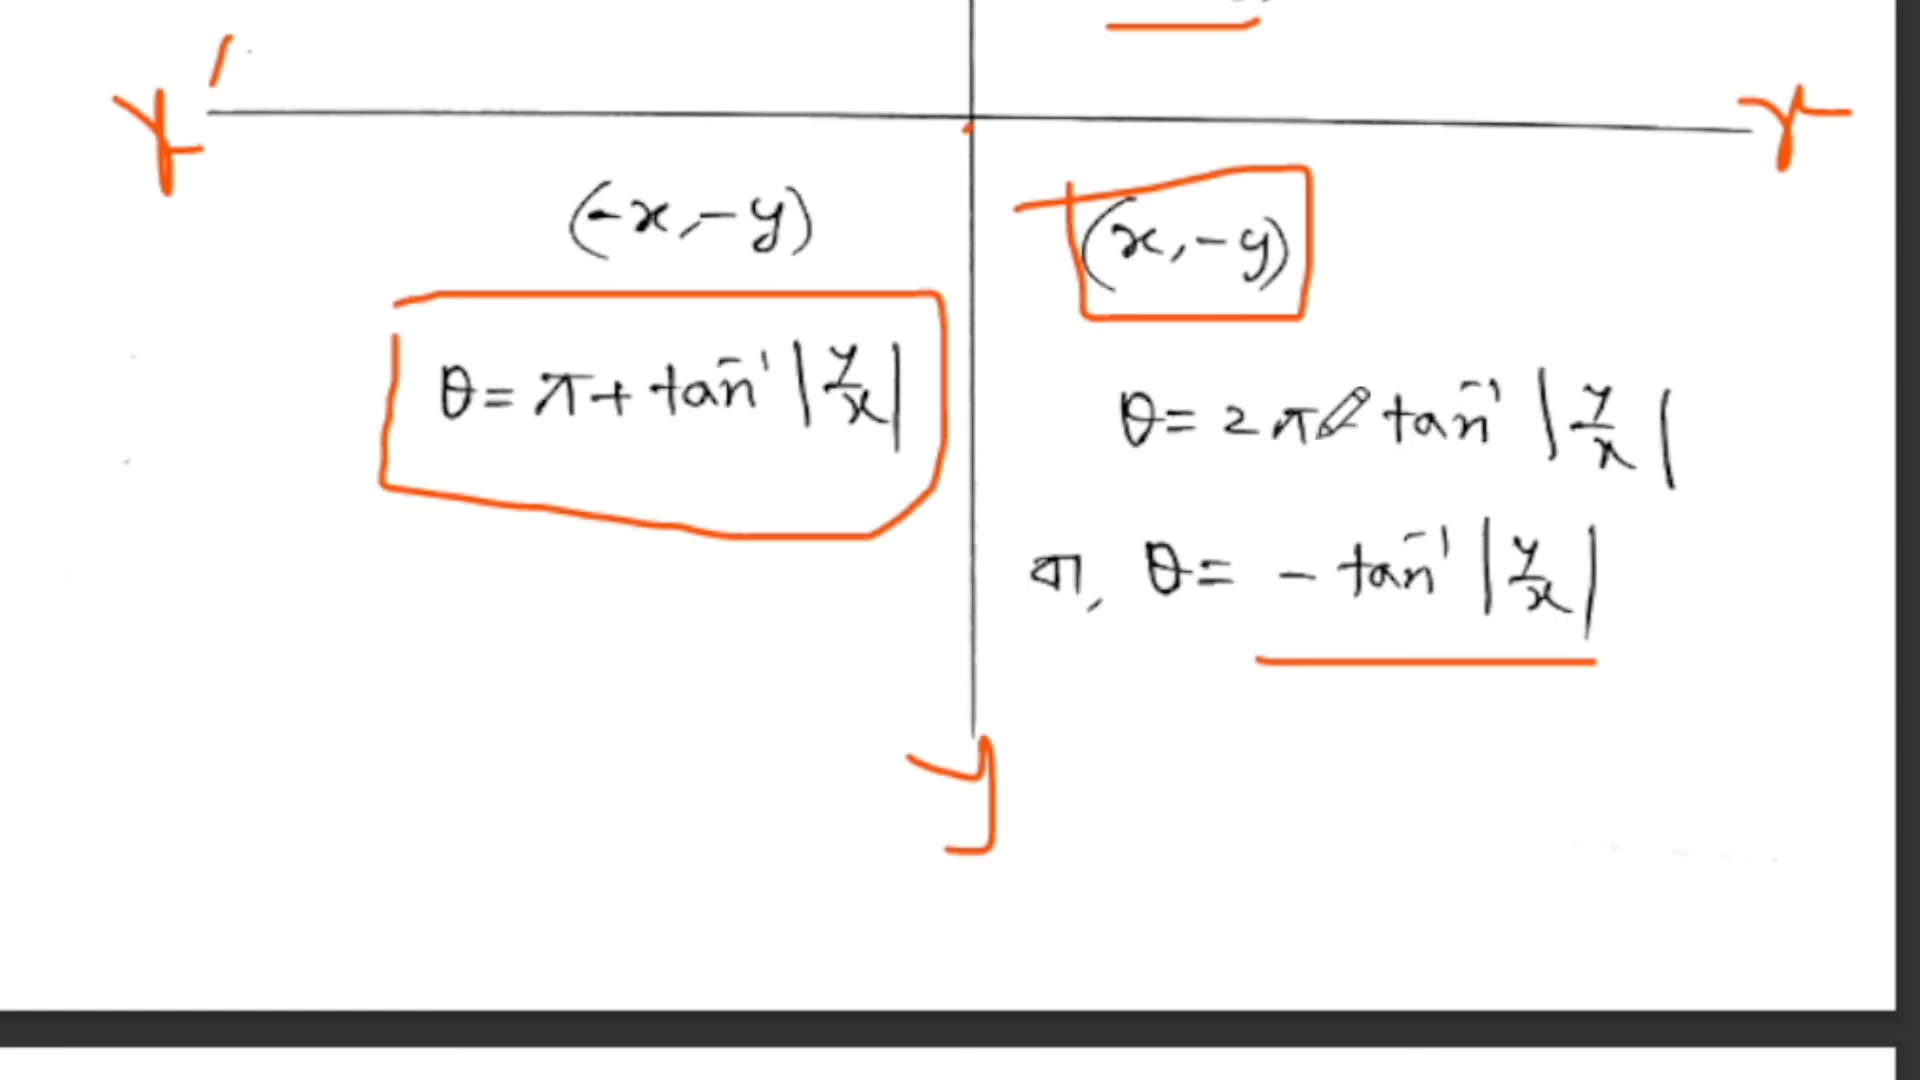 X'
X
(-x, -y)
(x, -y)
θ = π + tan⁻¹ |y/x|
θ = 2π tan⁻¹ |y/x|
বা, θ = - tan⁻¹ |y/x|
y